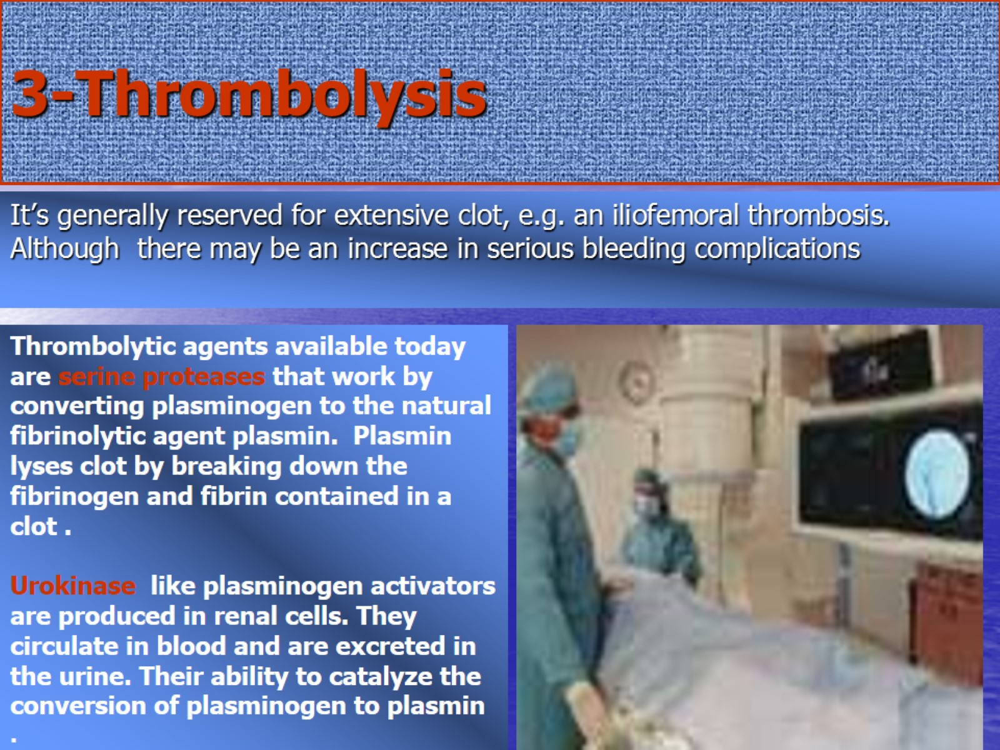 3-Thrombolysis
It’s generally reserved for extensive clot, e.g. an iliofemoral thrombosis.
Although there may be an increase in serious bleeding complications
Thrombolytic agents available today
are serine proteases that work by
converting plasminogen to the natural
fibrinolytic agent plasmin. Plasmin
lyses clot by breaking down the
fibrinogen and fibrin contained in a
clot .
Urokinase like plasminogen activators
are produced in renal cells. They
circulate in blood and are excreted in
the urine. Their ability to catalyze the
conversion of plasminogen to plasmin
.